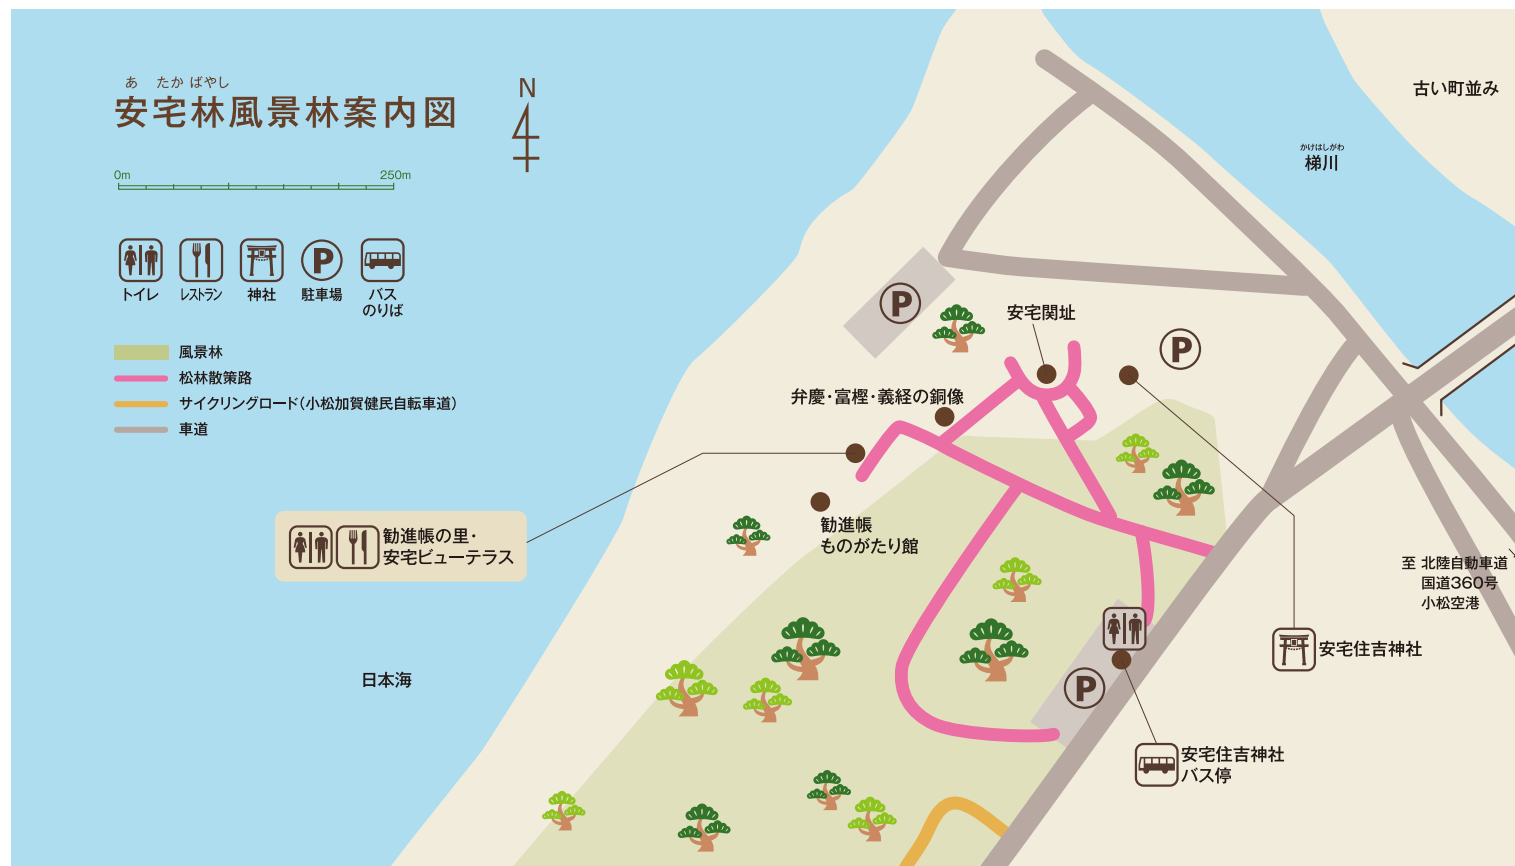 あたかばやし
安宅林風景林案内図
N
0m 250m
トイレ
レストラン
神社
P
駐車場
バス
のりば
風景林
松林散策路
サイクリングロード(小松加賀健民自転車道)
車道
古い町並み
かけはしがわ
梯川
P
安宅関址
P
弁慶・富樫・義経の銅像
勧進帳
ものがたり館
勧進帳の里・
安宅ビューテラス
至 北陸自動車道
国道360号
小松空港
安宅住吉神社
日本海
P
安宅住吉神社
バス停